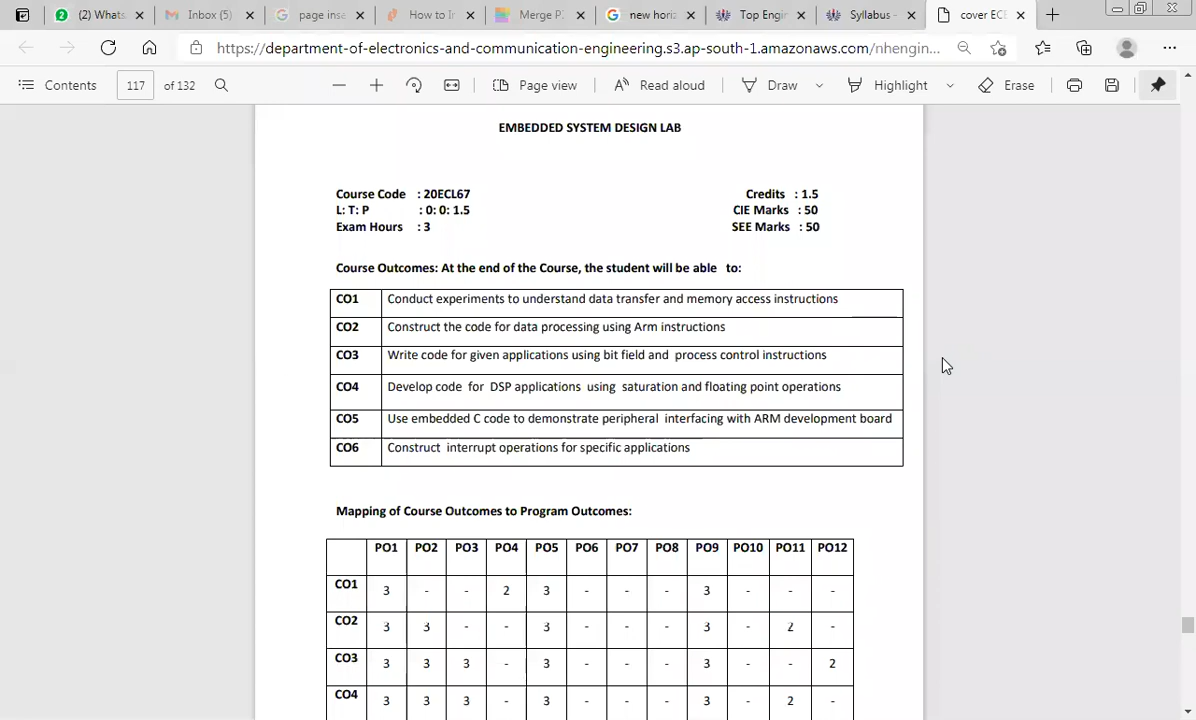 (2) Whats
Inbox (5)
page inse
How to Ir
Merge P
new horiz
Top Engir
Syllabus -
cover ECE
https://department-of-electronics-and-communication-engineering.s3.ap-south-1.amazonaws.com/nhengin...
Contents 117 of 132 Page view Read aloud Draw Highlight Erase
EMBEDDED SYSTEM DESIGN LAB
Course Code : 20ECL67 Credits : 1.5
L: T: P : 0: 0: 1.5 CIE Marks : 50
Exam Hours : 3 SEE Marks : 50
Course Outcomes: At the end of the Course, the student will be able to:
CO1 Conduct experiments to understand data transfer and memory access instructions
CO2 Construct the code for data processing using Arm instructions
CO3 Write code for given applications using bit field and process control instructions
CO4 Develop code for DSP applications using saturation and floating point operations
CO5 Use embedded C code to demonstrate peripheral interfacing with ARM development board
CO6 Construct interrupt operations for specific applications
Mapping of Course Outcomes to Program Outcomes:
PO1 PO2 PO3 PO4 PO5 PO6 PO7 PO8 PO9 PO10 PO11 PO12
CO1 3 - - 2 3 - - - 3 - - -
CO2 3 3 - - 3 - - - 3 - 2 -
CO3 3 3 3 - 3 - - - 3 - - 2
CO4 3 3 3 - 3 - - - 3 - 2 -